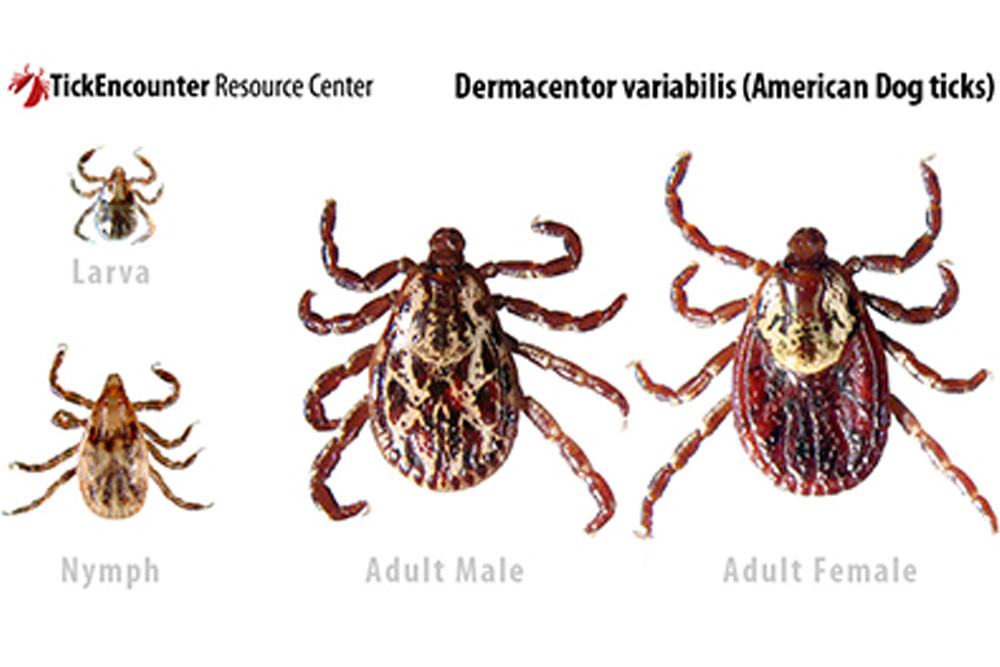 TickEncounter Resource Center
Dermacentor variabilis (American Dog ticks)
Larva
Nymph
Adult Male
Adult Female